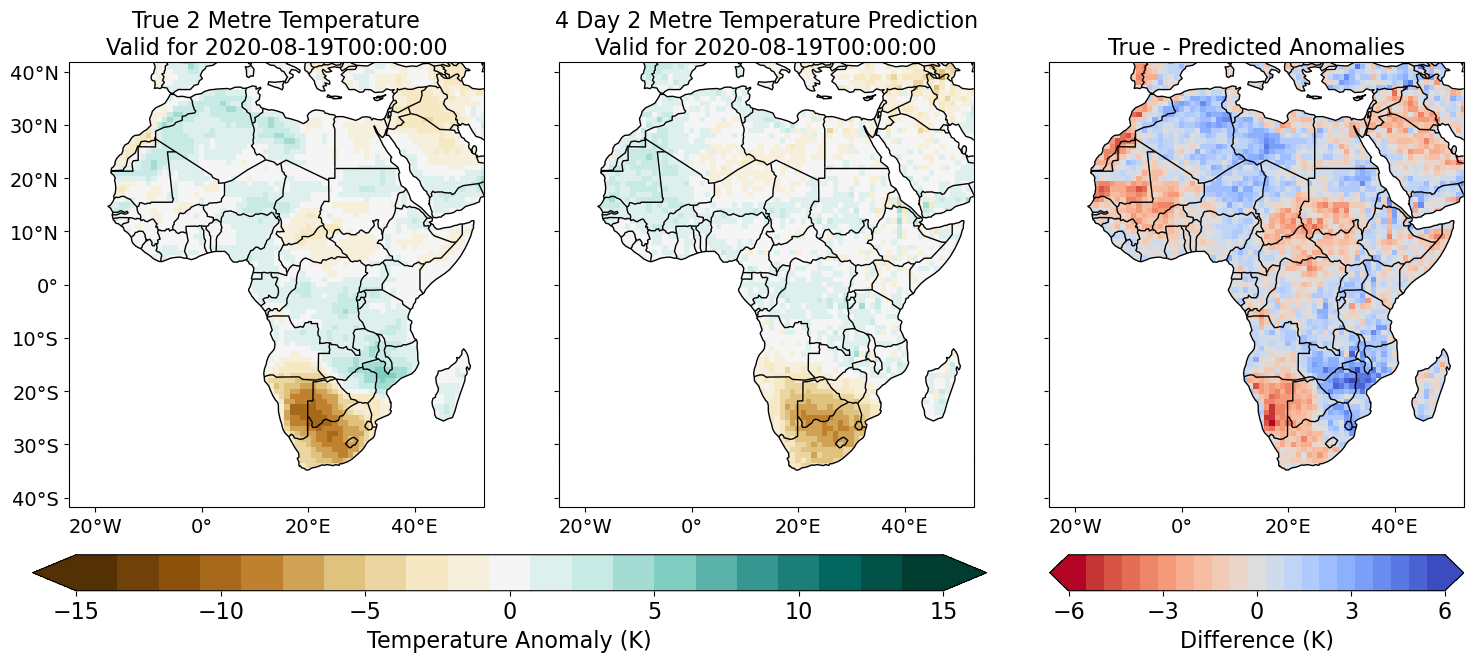 True 2 Metre Temperature
Valid for 2020-08-19T00:00:00
4 Day 2 Metre Temperature Prediction
Valid for 2020-08-19T00:00:00
True - Predicted Anomalies
40°N
30°N
20°N
10°N
0°
10°S
20°S
30°S
40°S
20°W 0° 20°E 40°E
20°W 0° 20°E 40°E
20°W 0° 20°E 40°E
−15 −10 −5 0 5 10 15
Temperature Anomaly (K)
−6 −3 0 3 6
Difference (K)